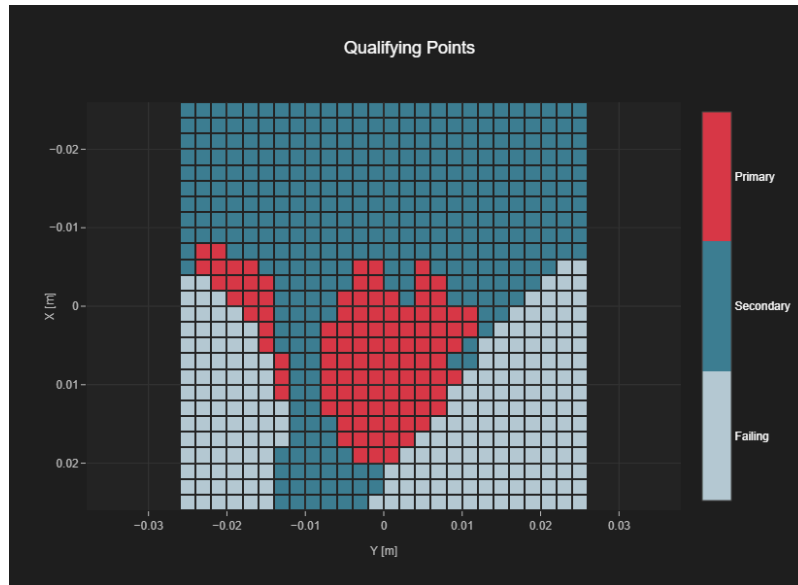 Qualifying Points
−0.02
−0.01
0
0.01
0.02
X [m]
−0.03 −0.02 −0.01 0 0.01 0.02 0.03
Y [m]
Primary
Secondary
Failing